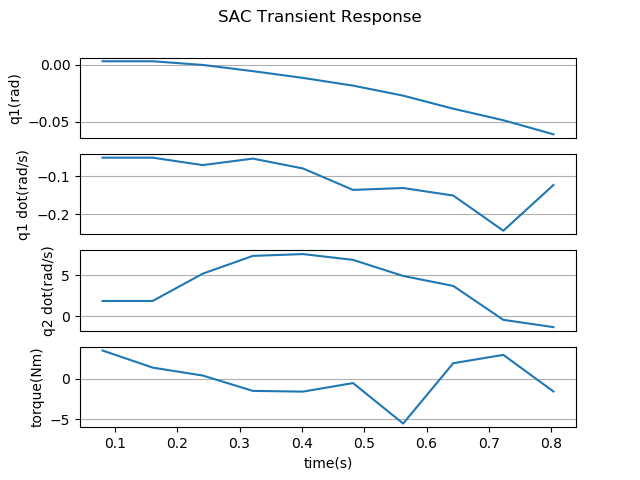 SAC Transient Response
0.00
−0.05
q1(rad)
−0.1
−0.2
q1 dot(rad/s)
5
0
q2 dot(rad/s)
0
−5
torque(Nm)
0.1 0.2 0.3 0.4 0.5 0.6 0.7 0.8
time(s)